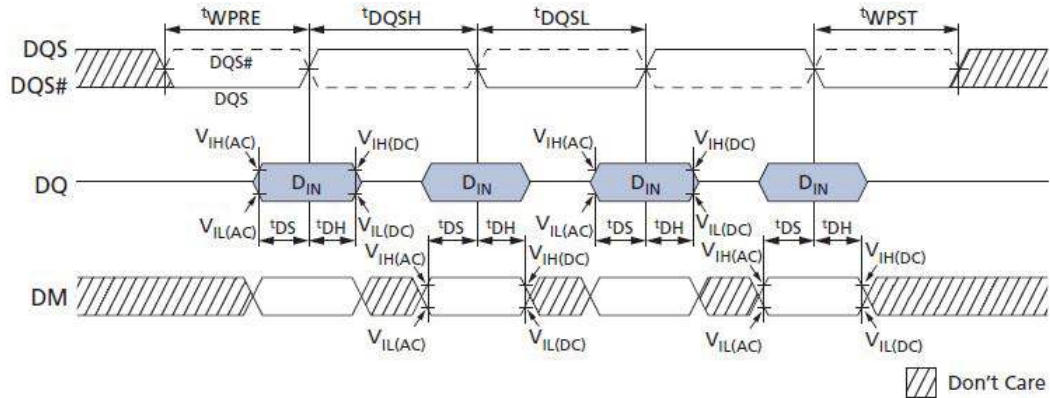 tWPRE tDQSH tDQSL tWPST
DQS
DQS#
DQS#
DQS
VIH(AC) VIH(DC) VIH(AC) VIH(DC)
DQ
DIN DIN DIN DIN
VIL(AC) tDS tDH VIL(DC) tDS tDH VIL(AC) tDS tDH VIL(DC) tDS tDH
VIH(AC) VIH(DC) VIH(AC) VIH(DC)
DM
VIL(AC) VIL(DC) VIL(AC) VIL(DC)
Don't Care